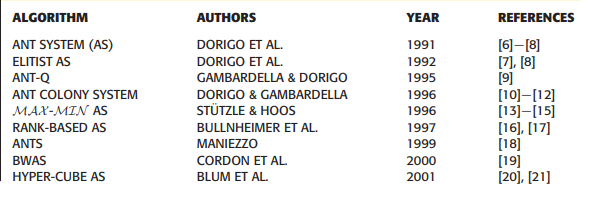 ALGORITHM AUTHORS YEAR REFERENCES
ANT SYSTEM (AS) DORIGO ET AL. 1991 [6]–[8]
ELITIST AS DORIGO ET AL. 1992 [7], [8]
ANT-Q GAMBARDELLA & DORIGO 1995 [9]
ANT COLONY SYSTEM DORIGO & GAMBARDELLA 1996 [10]–[12]
MAX-MIN AS STÜTZLE & HOOS 1996 [13]–[15]
RANK-BASED AS BULLNHEIMER ET AL. 1997 [16], [17]
ANTS MANIEZZO 1999 [18]
BWAS CORDON ET AL. 2000 [19]
HYPER-CUBE AS BLUM ET AL. 2001 [20], [21]